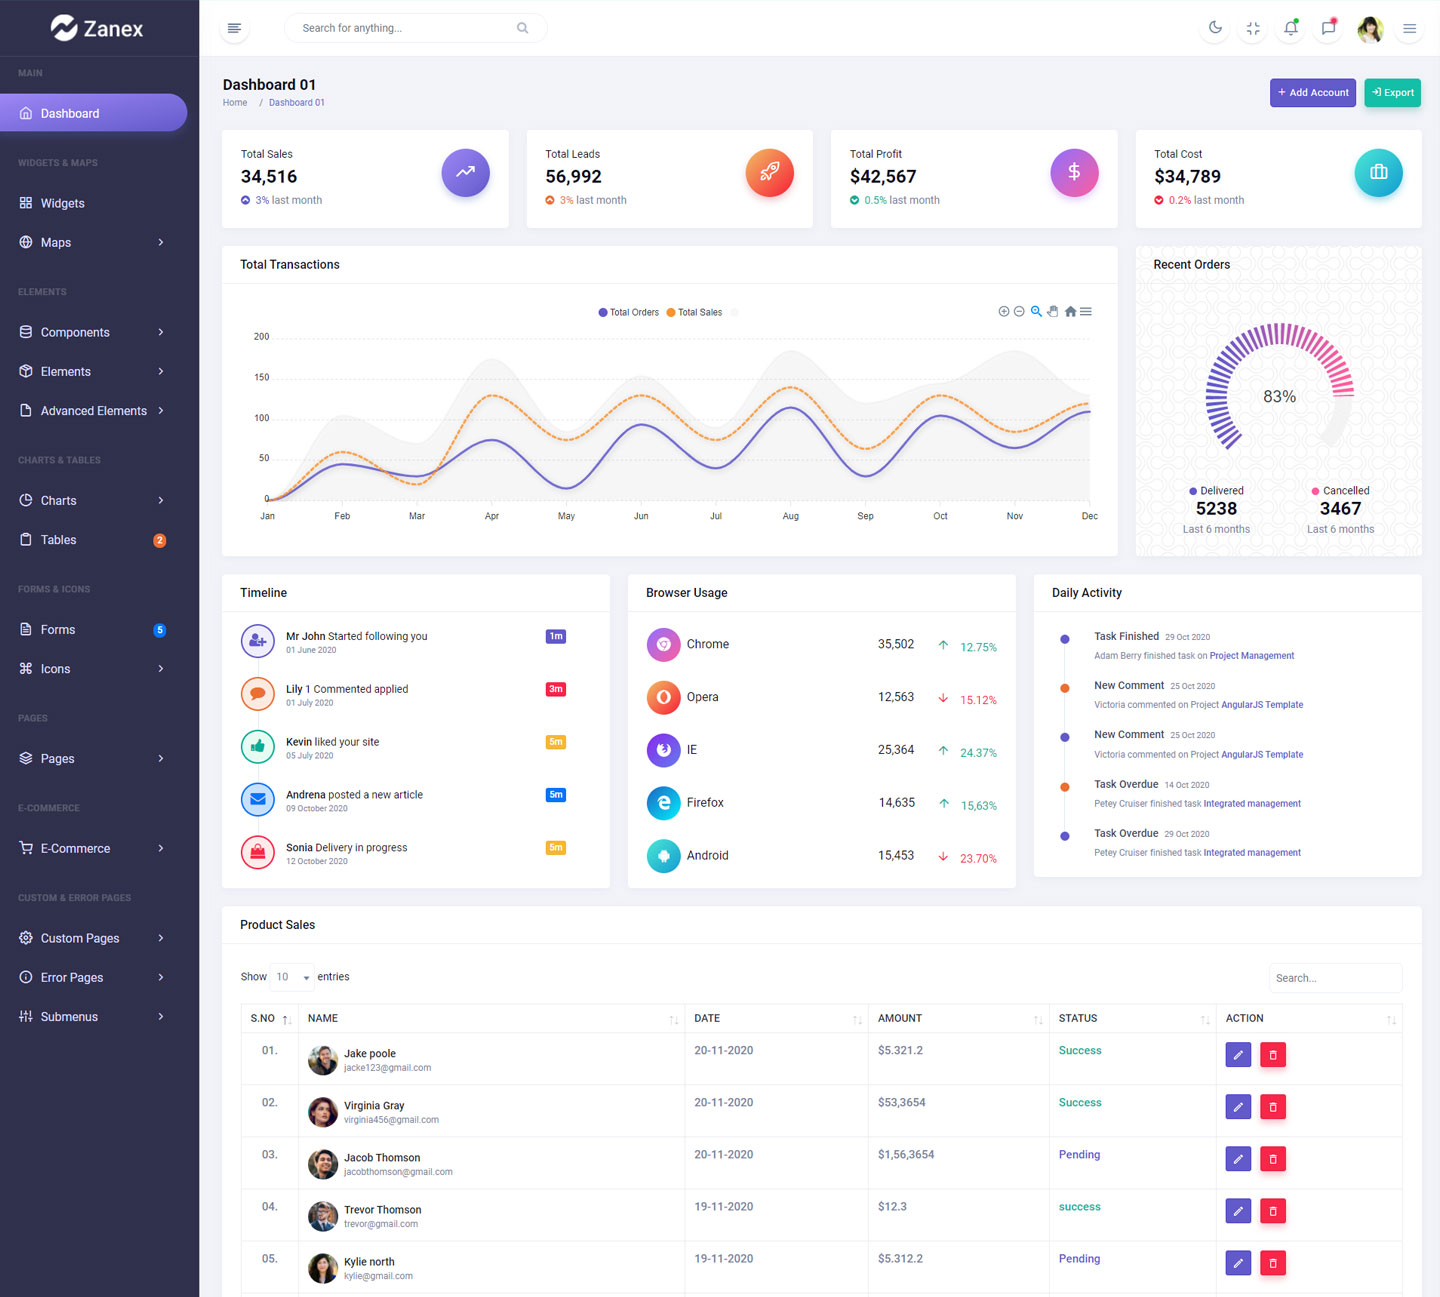 Zanex
Search for anything...
MAIN
Dashboard
WIDGETS & MAPS
Widgets
Maps
ELEMENTS
Components
Elements
Advanced Elements
CHARTS & TABLES
Charts
Tables 2
FORMS & ICONS
Forms 5
Icons
PAGES
Pages
E-COMMERCE
E-Commerce
CUSTOM & ERROR PAGES
Custom Pages
Error Pages
Submenus
Dashboard 01
Home / Dashboard 01
+ Add Account
Export
Total Sales
34,516
3% last month
Total Leads
56,992
3% last month
Total Profit
$42,567
0.5% last month
Total Cost
$34,789
0.2% last month
Total Transactions
Total Orders Total Sales
200
150
100
50
0
Jan Feb Mar Apr May Jun Jul Aug Sep Oct Nov Dec
Recent Orders
83%
Delivered
5238
Last 6 months
Cancelled
3467
Last 6 months
Timeline
Mr John Started following you 1m
01 June 2020
Lily 1 Commented applied 3m
01 July 2020
Kevin liked your site 5m
05 July 2020
Andrena posted a new article 5m
09 October 2020
Sonia Delivery in progress 5m
12 October 2020
Browser Usage
Chrome 35,502 12.75%
Opera 12,563 15.12%
IE 25,364 24.37%
Firefox 14,635 15,63%
Android 15,453 23.70%
Daily Activity
Task Finished 29 Oct 2020
Adam Berry finished task on Project Management
New Comment 25 Oct 2020
Victoria commented on Project AngularJS Template
New Comment 25 Oct 2020
Victoria commented on Project AngularJS Template
Task Overdue 14 Oct 2020
Petey Cruiser finished task Integrated management
Task Overdue 29 Oct 2020
Petey Cruiser finished task Integrated management
Product Sales
Show 10 entries
Search...
S.NO NAME DATE AMOUNT STATUS ACTION
01. Jake poole 20-11-2020 $5.321.2 Success
jacke123@gmail.com
02. Virginia Gray 20-11-2020 $53,3654 Success
virginia456@gmail.com
03. Jacob Thomson 20-11-2020 $1,56,3654 Pending
jacobthomson@gmail.com
04. Trevor Thomson 19-11-2020 $12.3 success
trevor@gmail.com
05. Kylie north 19-11-2020 $5.312.2 Pending
kylie@gmail.com